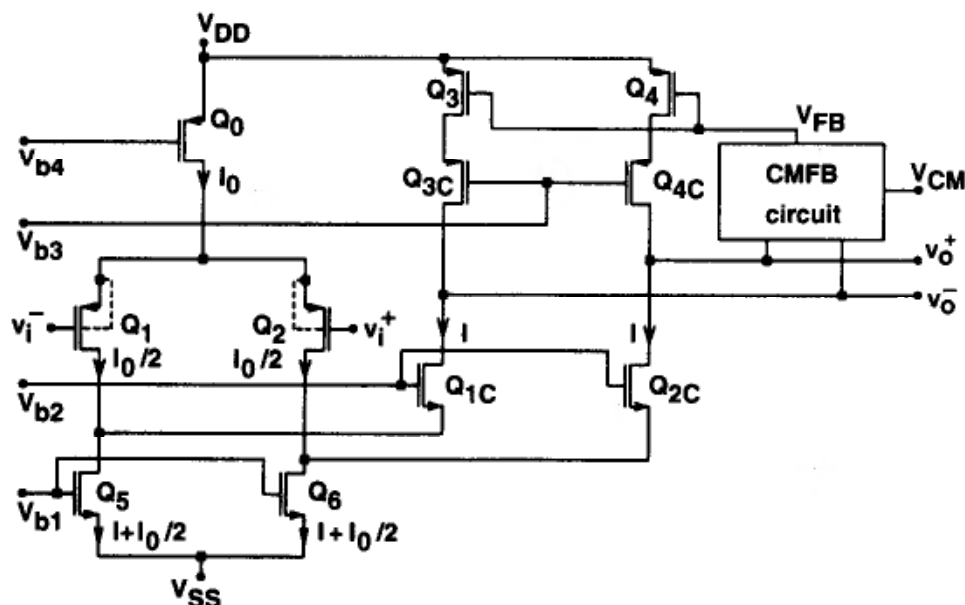 VDD
Q3
Q4
Q0
VFB
Vb4
I0
Q3C
Q4C
CMFB
circuit
VCM
Vb3
vo+
vo−
vi−
Q1
Q2
vi+
I
I
I0/2
I0/2
Q1C
Q2C
Vb2
Q5
Q6
Vb1
I+I0/2
I+I0/2
VSS